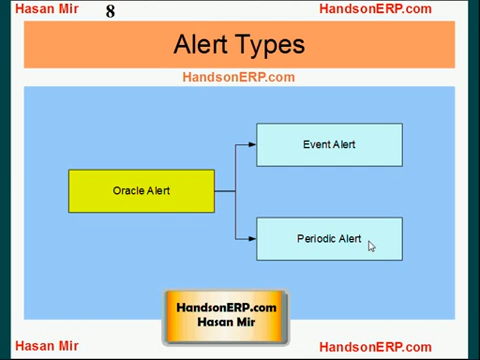 Hasan Mir
8
HandsonERP.com
Alert Types
HandsonERP.com
Event Alert
Oracle Alert
Periodic Alert
HandsonERP.com
Hasan Mir
Hasan Mir
HandsonERP.com